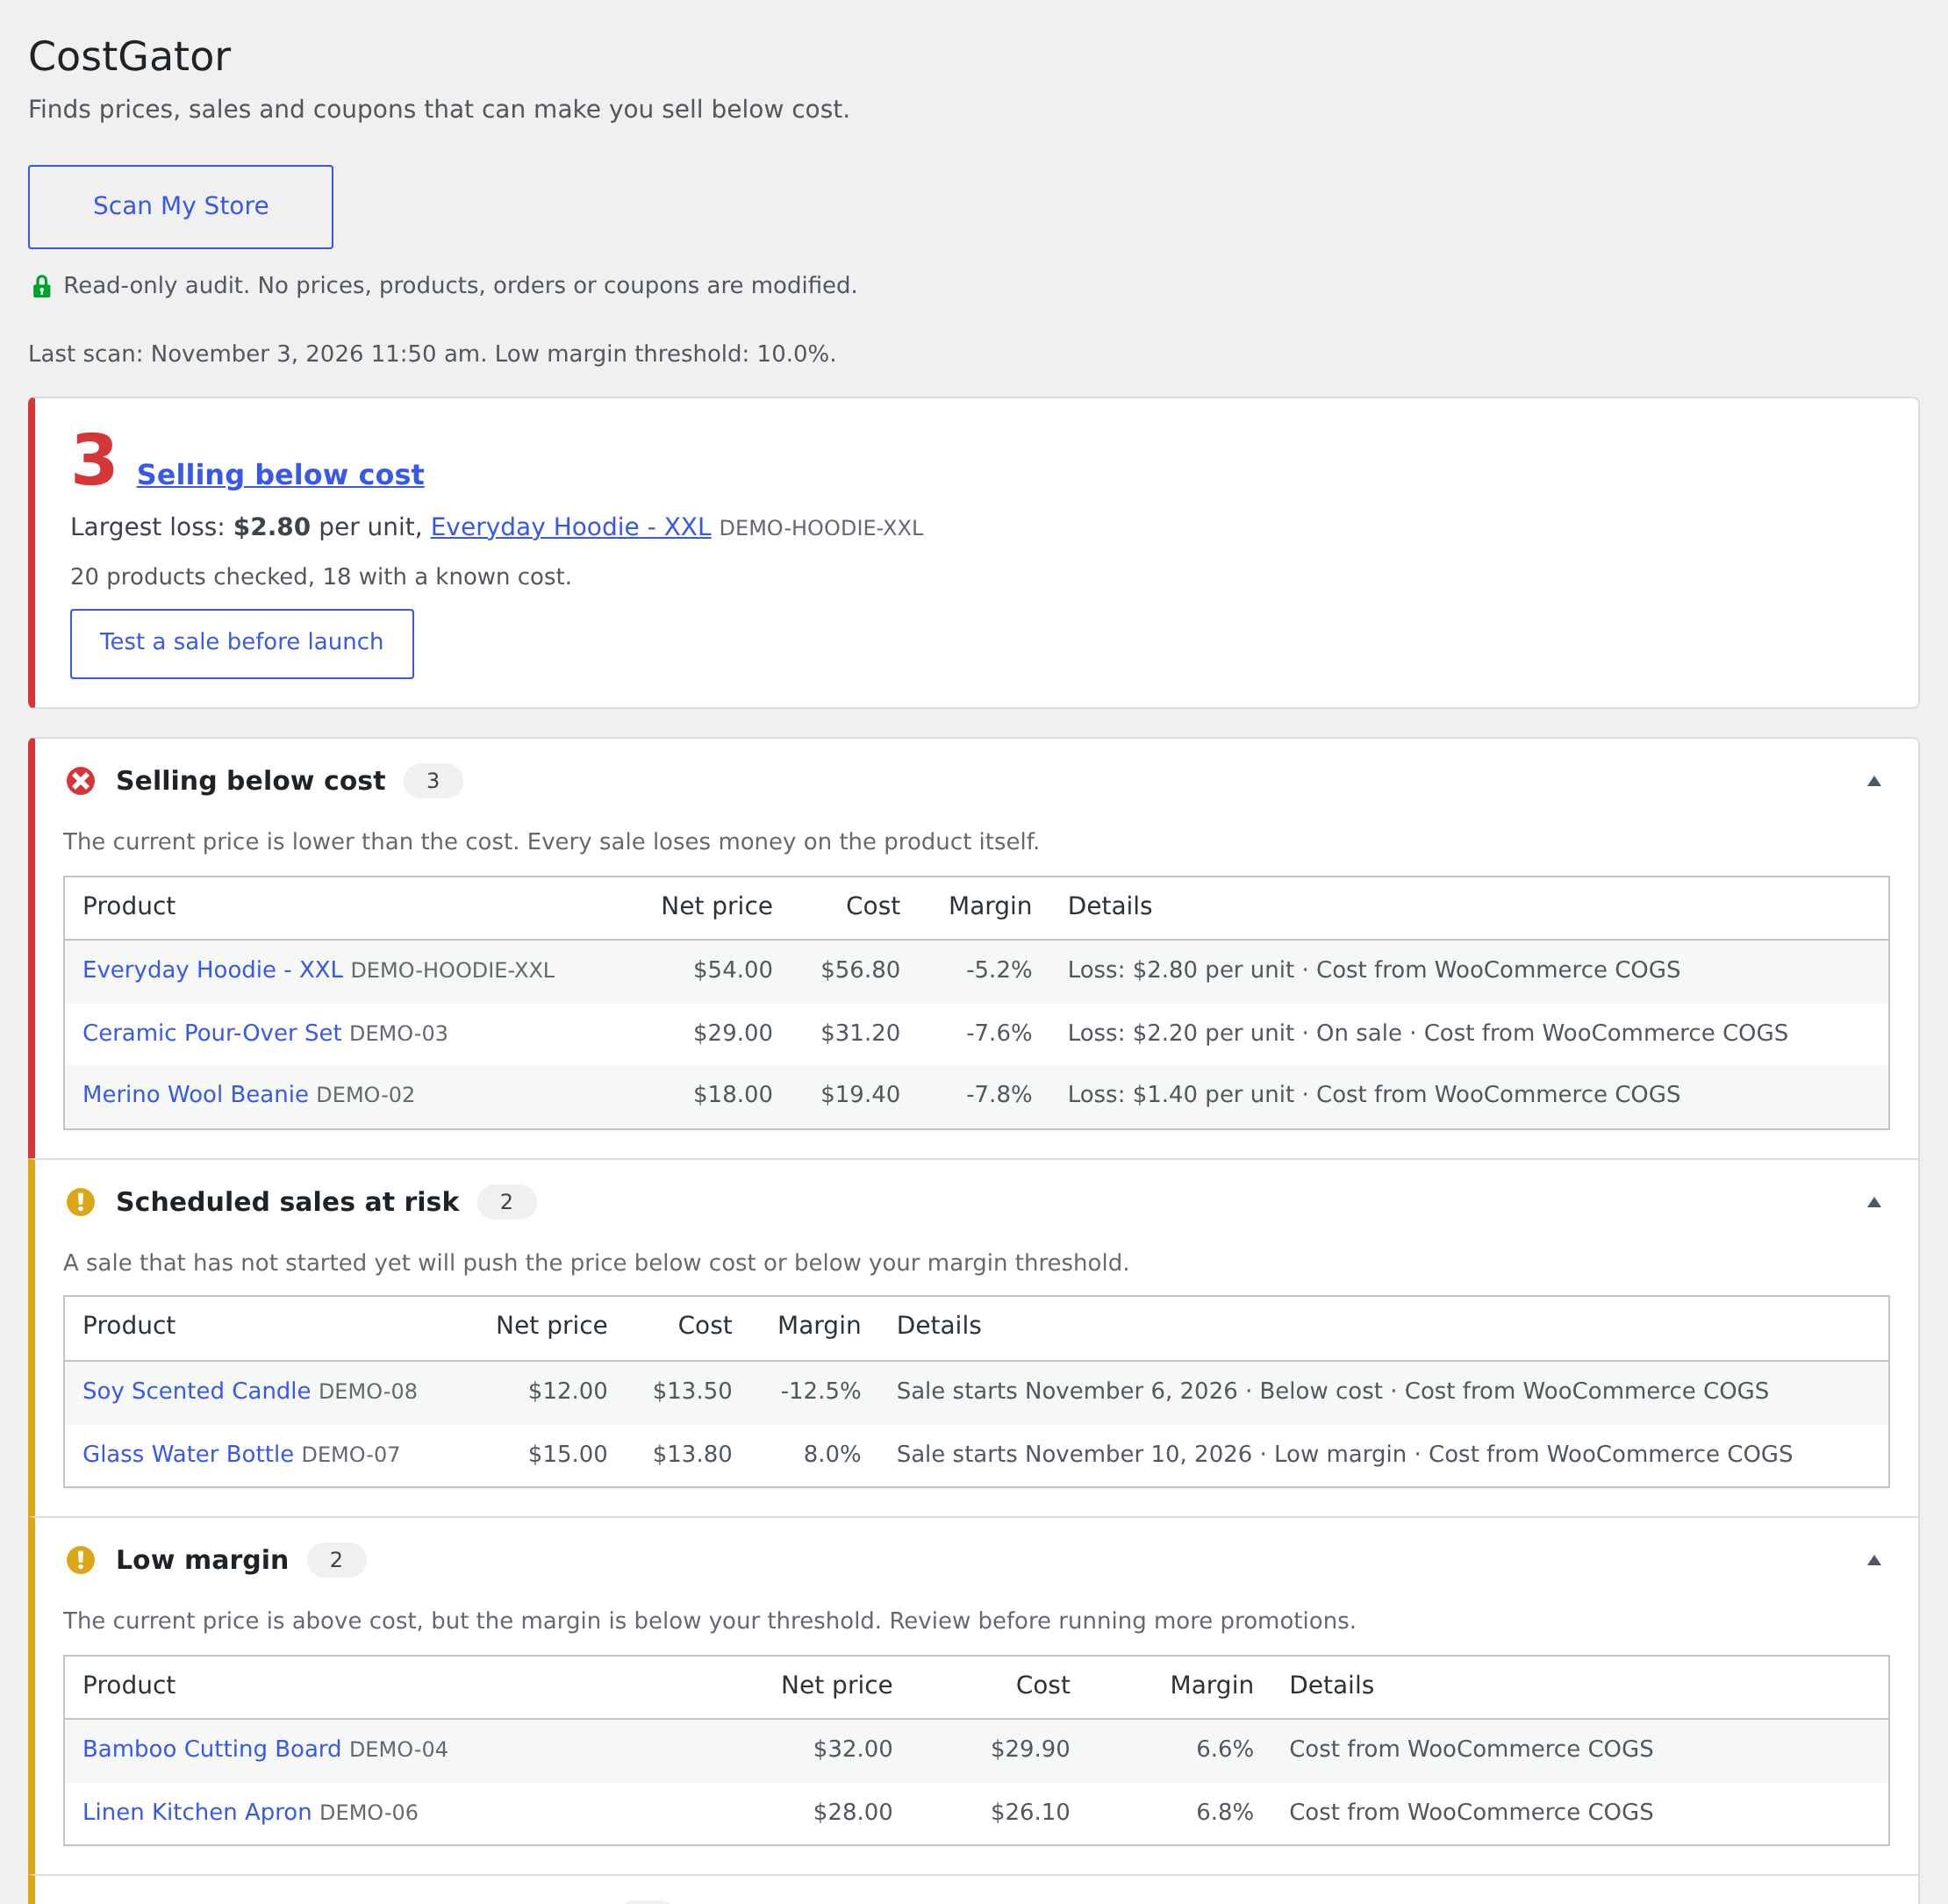 CostGator
Finds prices, sales and coupons that can make you sell below cost.
Scan My Store
Read-only audit. No prices, products, orders or coupons are modified.
Last scan: November 3, 2026 11:50 am. Low margin threshold: 10.0%.
3 Selling below cost
Largest loss: $2.80 per unit, Everyday Hoodie - XXL DEMO-HOODIE-XXL
20 products checked, 18 with a known cost.
Test a sale before launch
Selling below cost 3
The current price is lower than the cost. Every sale loses money on the product itself.
Product Net price Cost Margin Details
Everyday Hoodie - XXL DEMO-HOODIE-XXL $54.00 $56.80 -5.2% Loss: $2.80 per unit · Cost from WooCommerce COGS
Ceramic Pour-Over Set DEMO-03 $29.00 $31.20 -7.6% Loss: $2.20 per unit · On sale · Cost from WooCommerce COGS
Merino Wool Beanie DEMO-02 $18.00 $19.40 -7.8% Loss: $1.40 per unit · Cost from WooCommerce COGS
Scheduled sales at risk 2
A sale that has not started yet will push the price below cost or below your margin threshold.
Product Net price Cost Margin Details
Soy Scented Candle DEMO-08 $12.00 $13.50 -12.5% Sale starts November 6, 2026 · Below cost · Cost from WooCommerce COGS
Glass Water Bottle DEMO-07 $15.00 $13.80 8.0% Sale starts November 10, 2026 · Low margin · Cost from WooCommerce COGS
Low margin 2
The current price is above cost, but the margin is below your threshold. Review before running more promotions.
Product Net price Cost Margin Details
Bamboo Cutting Board DEMO-04 $32.00 $29.90 6.6% Cost from WooCommerce COGS
Linen Kitchen Apron DEMO-06 $28.00 $26.10 6.8% Cost from WooCommerce COGS